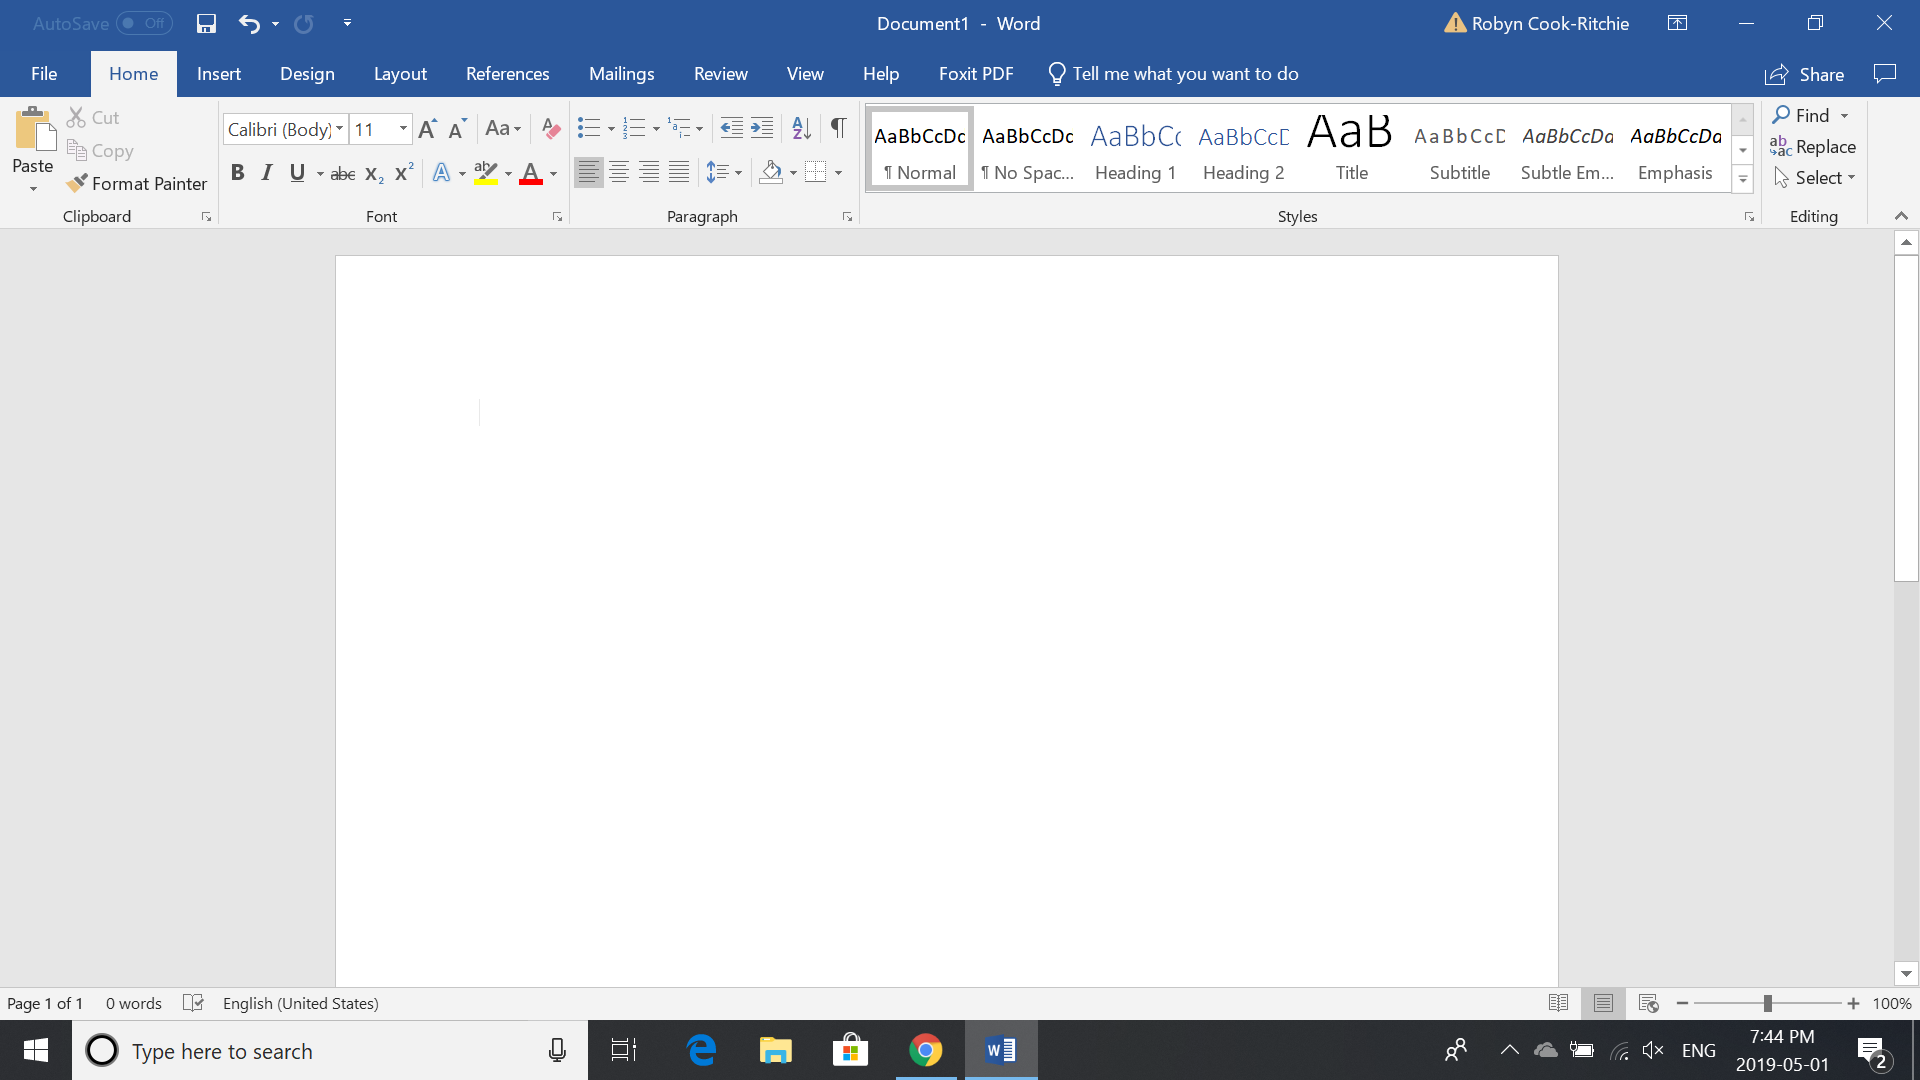 AutoSave Off
Document1 - Word
Robyn Cook-Ritchie
File Home Insert Design Layout References Mailings Review View Help Foxit PDF Tell me what you want to do
Share
Paste
Cut
Copy
Format Painter
Clipboard
Calibri (Body) 11
Font
Paragraph
AaBbCcDc AaBbCcDc AaBbCc AaBbCcD AaB AaBbCcD AaBbCcDa AaBbCcDa
¶ Normal ¶ No Spac... Heading 1 Heading 2 Title Subtitle Subtle Em... Emphasis
Styles
Find
Replace
Select
Editing
Page 1 of 1 0 words English (United States)
100%
Type here to search
ENG
7:44 PM
2019-05-01
2